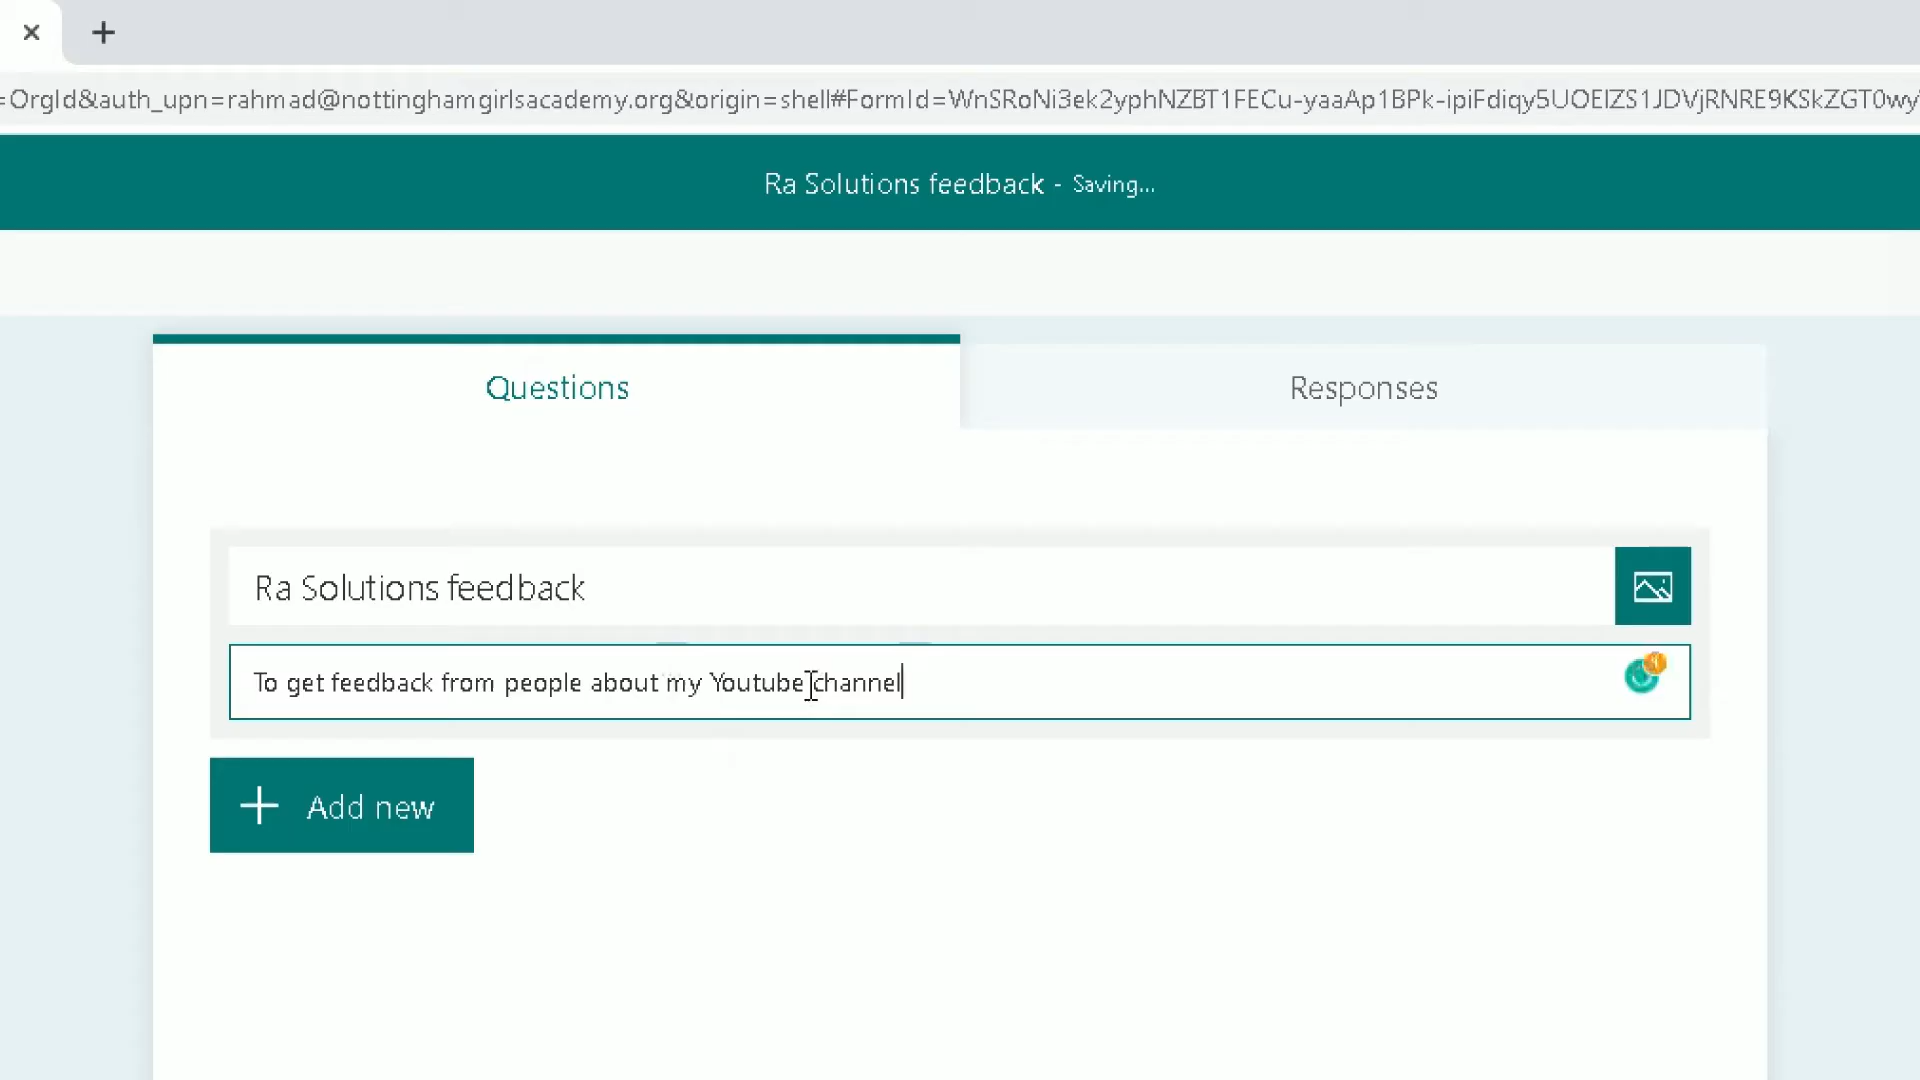 =OrgId&auth_upn=rahmad@nottinghamgirlsacademy.org&origin=shell#FormId=WnSRoNi3ek2yphNZBT1FECu-yaaAp1BPk-ipiFdiqy5UOElZS1JDVjRNRE9KSkZGT0wy
Ra Solutions feedback - Saving...
Questions
Responses
Ra Solutions feedback
To get feedback from people about my Youtube channel
Add new